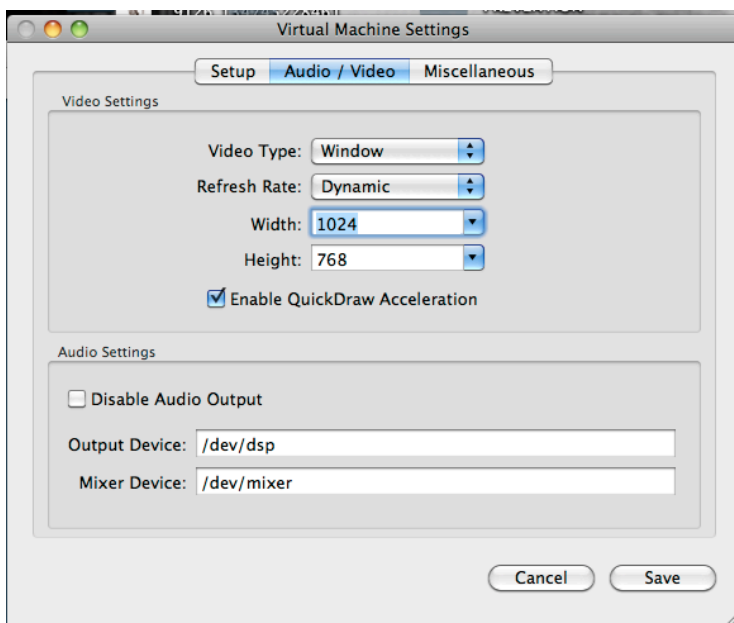 Virtual Machine Settings
Setup Audio / Video Miscellaneous
Video Settings
Video Type: Window
Refresh Rate: Dynamic
Width: 1024
Height: 768
Enable QuickDraw Acceleration
Audio Settings
Disable Audio Output
Output Device: /dev/dsp
Mixer Device: /dev/mixer
Cancel Save